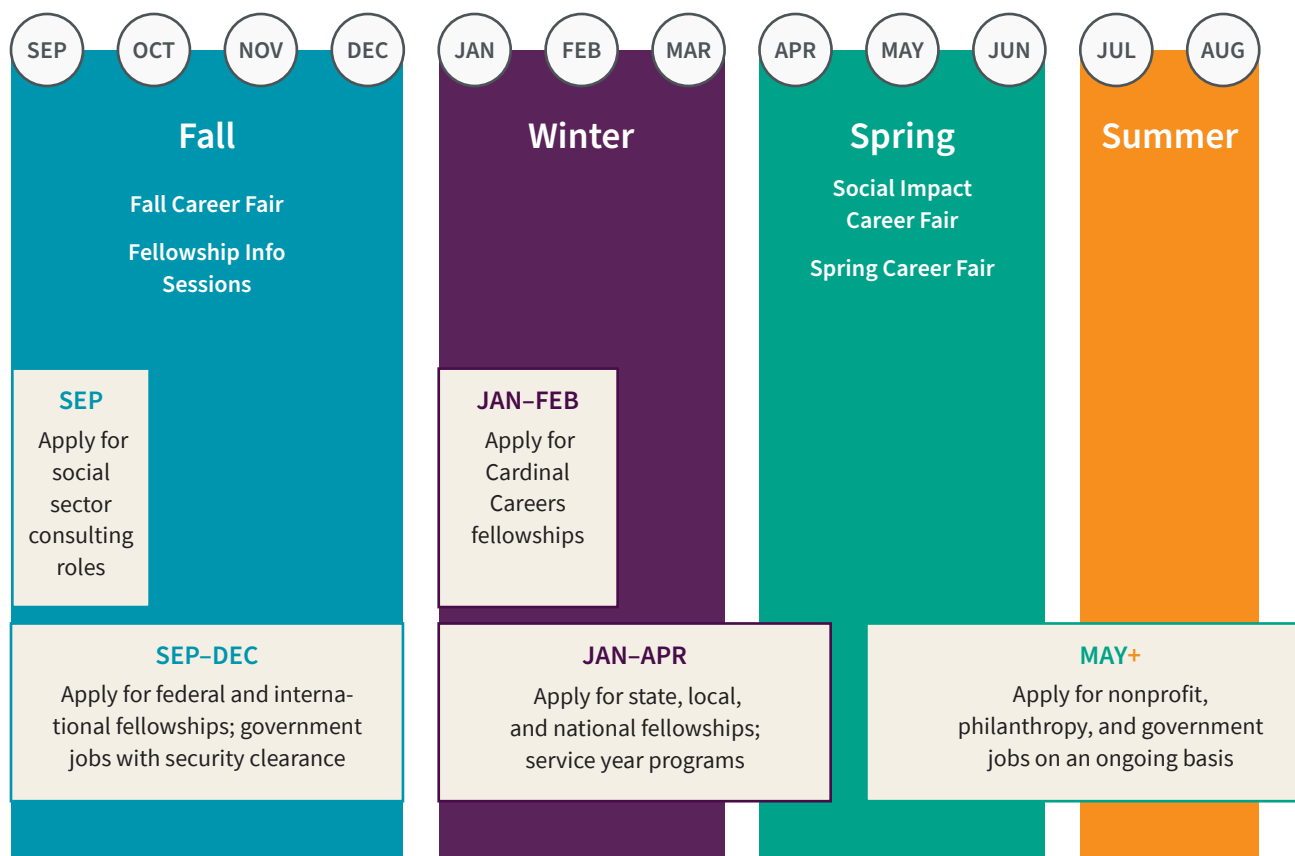 SEP OCT NOV DEC JAN FEB MAR APR MAY JUN JUL AUG
Fall
Fall Career Fair
Fellowship Info
Sessions
SEP
Apply for
social
sector
consulting
roles
SEP–DEC
Apply for federal and interna-
tional fellowships; government
jobs with security clearance
Winter
JAN–FEB
Apply for
Cardinal
Careers
fellowships
JAN–APR
Apply for state, local,
and national fellowships;
service year programs
Spring
Social Impact
Career Fair
Spring Career Fair
Summer
MAY+
Apply for nonprofit,
philanthropy, and government
jobs on an ongoing basis